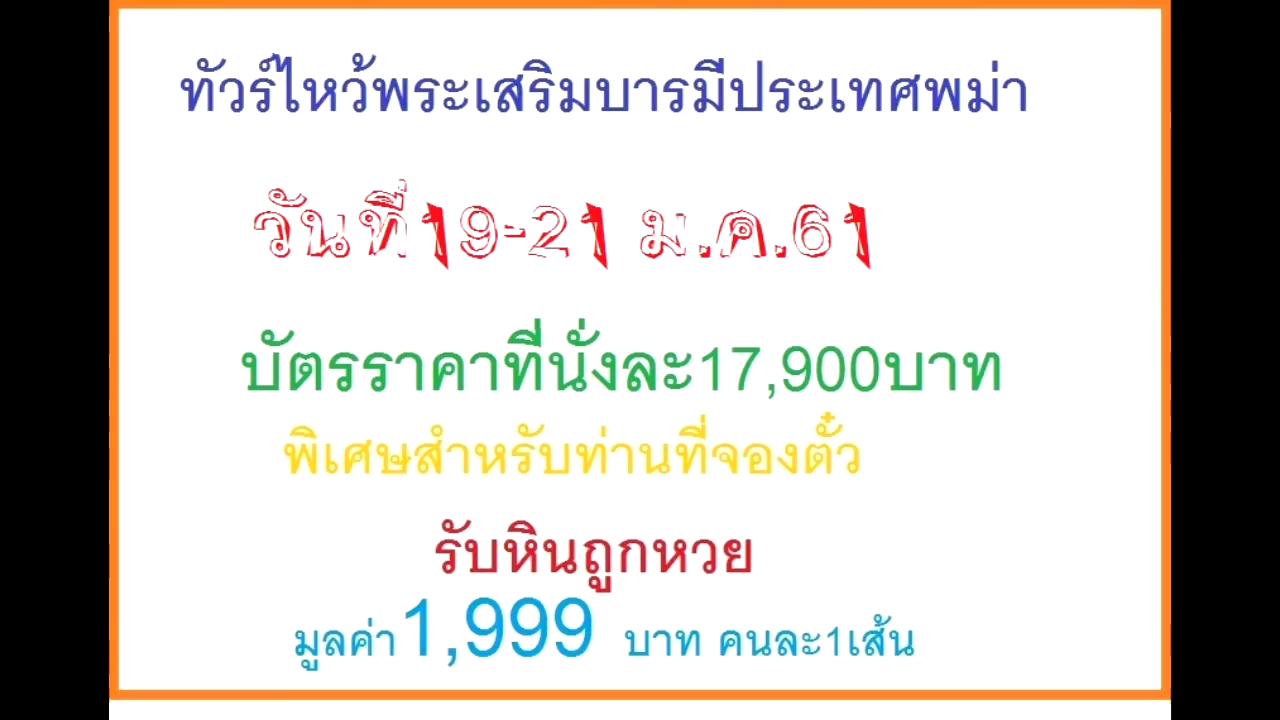 ทัวร์ไหว้พระเสริมบารมีประเทศพม่า
วันที่19-21 ม.ค.61
บัตรราคาที่นั่งละ17,900บาท
พิเศษสำหรับท่านที่จองตั๋ว
รับหินถูกหวย
มูลค่า1,999 บาท คนละ1เส้น